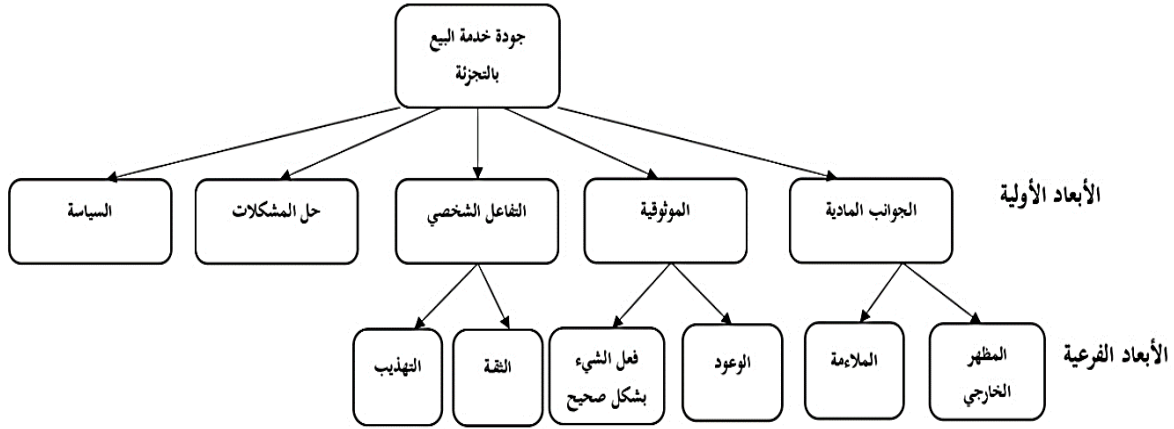 جودة خدمة البيع
بالتجزئة
الأبعاد الأولية
الجوانب المادية
الموثوقية
التفاعل الشخصي
حل المشكلات
السياسة
الأبعاد الفرعية
المظهر
الخارجي
الملاءمة
الوعود
فعل الشيء
بشكل صحيح
الثقة
التهذيب